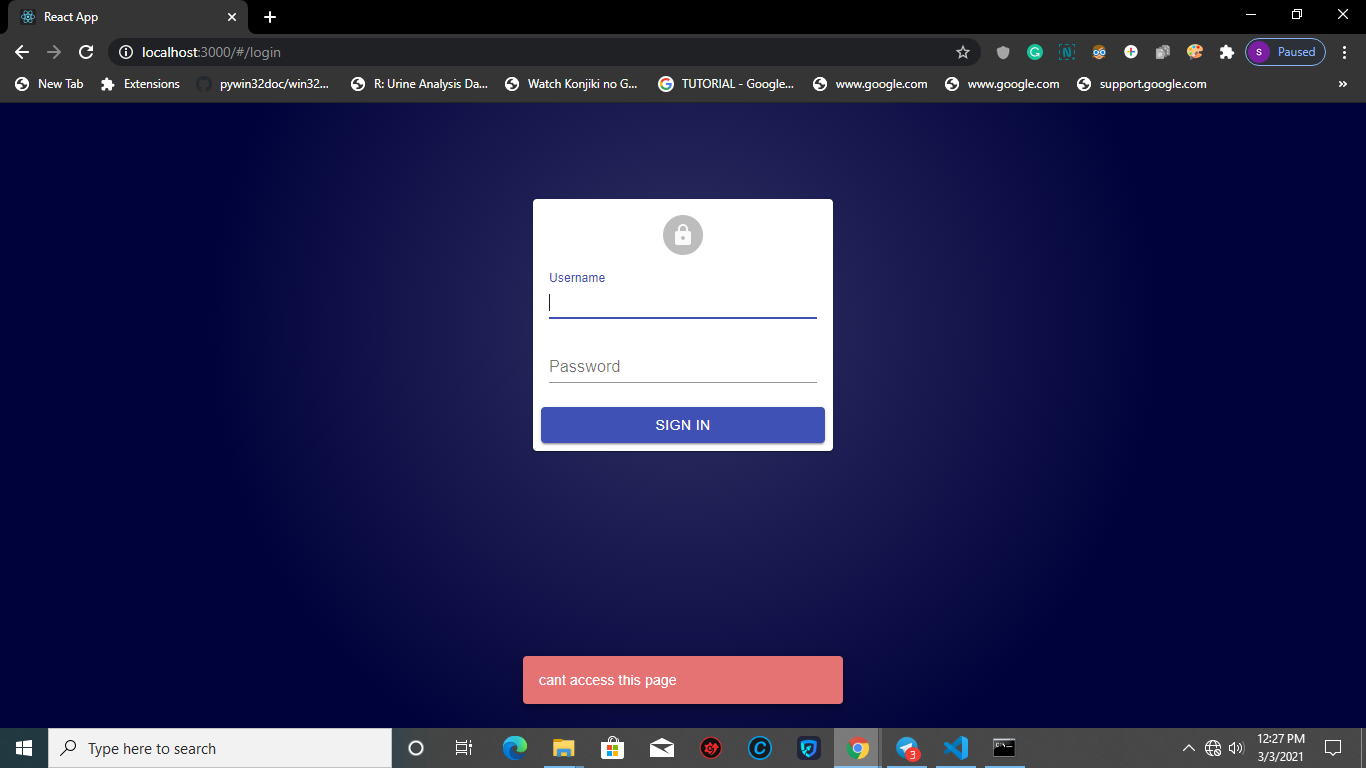 React App
localhost:3000/#/login
S Paused
New Tab
Extensions
pywin32doc/win32...
R: Urine Analysis Da...
Watch Konjiki no G...
TUTORIAL - Google...
www.google.com
www.google.com
support.google.com
Username
Password
SIGN IN
cant access this page
Type here to search
3
12:27 PM
3/3/2021